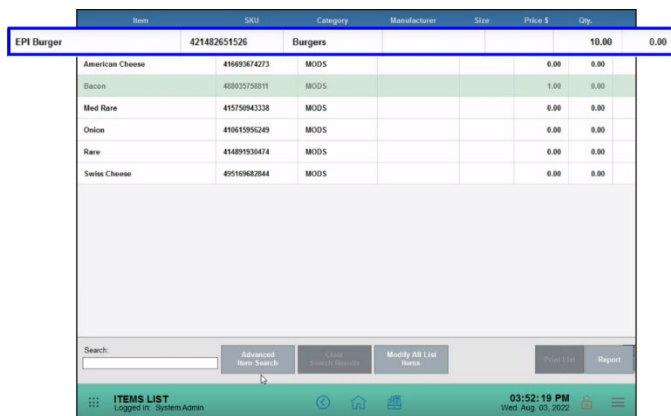 Item SKU Category Manufacturer Size Price $ Qty.
EPI Burger 421482651526 Burgers 10.00 0.00
American Cheese 416693674273 MODS 0.00 0.00
Bacon 488035758811 MODS 1.00 0.00
Med Rare 415750943338 MODS 0.00 0.00
Onion 410615956249 MODS 0.00 0.00
Rare 414891930474 MODS 0.00 0.00
Swiss Cheese 495169682844 MODS 0.00 0.00
Search:
Advanced
Item Search
Clear
Search Results
Modify All List
Items
Print List
Report
ITEMS LIST
Logged in: System Admin
03:52:19 PM
Wed. Aug. 03, 2022